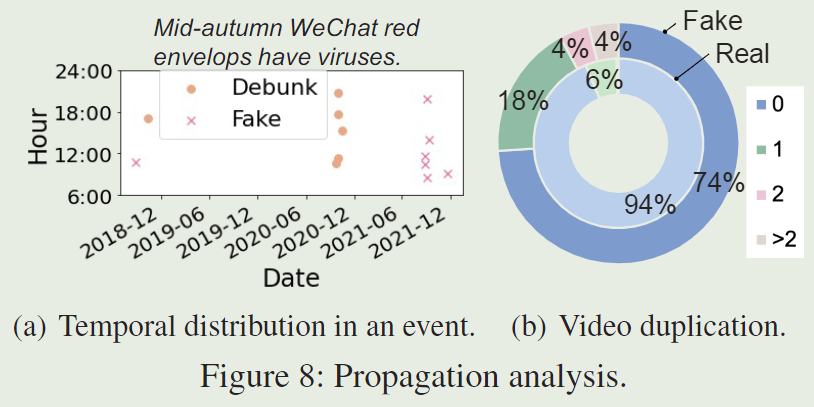 Mid-autumn WeChat red
envelops have viruses.
24:00
18:00
12:00
6:00
Hour
Debunk
Fake
2018-12
2019-06
2019-12
2020-06
2020-12
2021-06
2021-12
Date
Fake
Real
4%
4%
6%
18%
74%
94%
0
1
2
>2
(a) Temporal distribution in an event.
(b) Video duplication.
Figure 8: Propagation analysis.